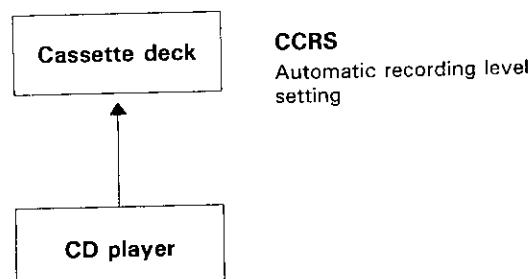 Cassette deck
CCRS
Automatic recording level
setting
CD player